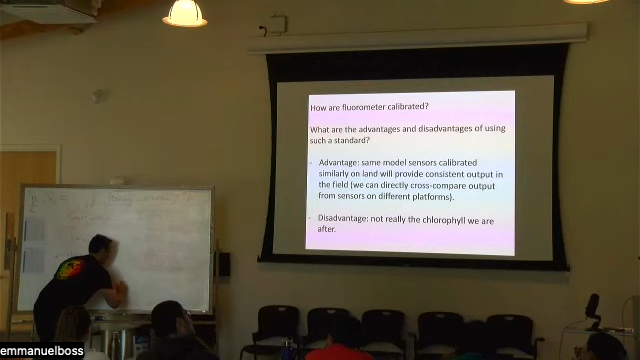 How are fluorometer calibrated?
What are the advantages and disadvantages of using
such a standard?
- Advantage: same model sensors calibrated
similarly on land will provide consistent output in
the field (we can directly cross-compare output
from sensors on different platforms).
- Disadvantage: not really the chlorophyll we are
after.
emmanuelboss